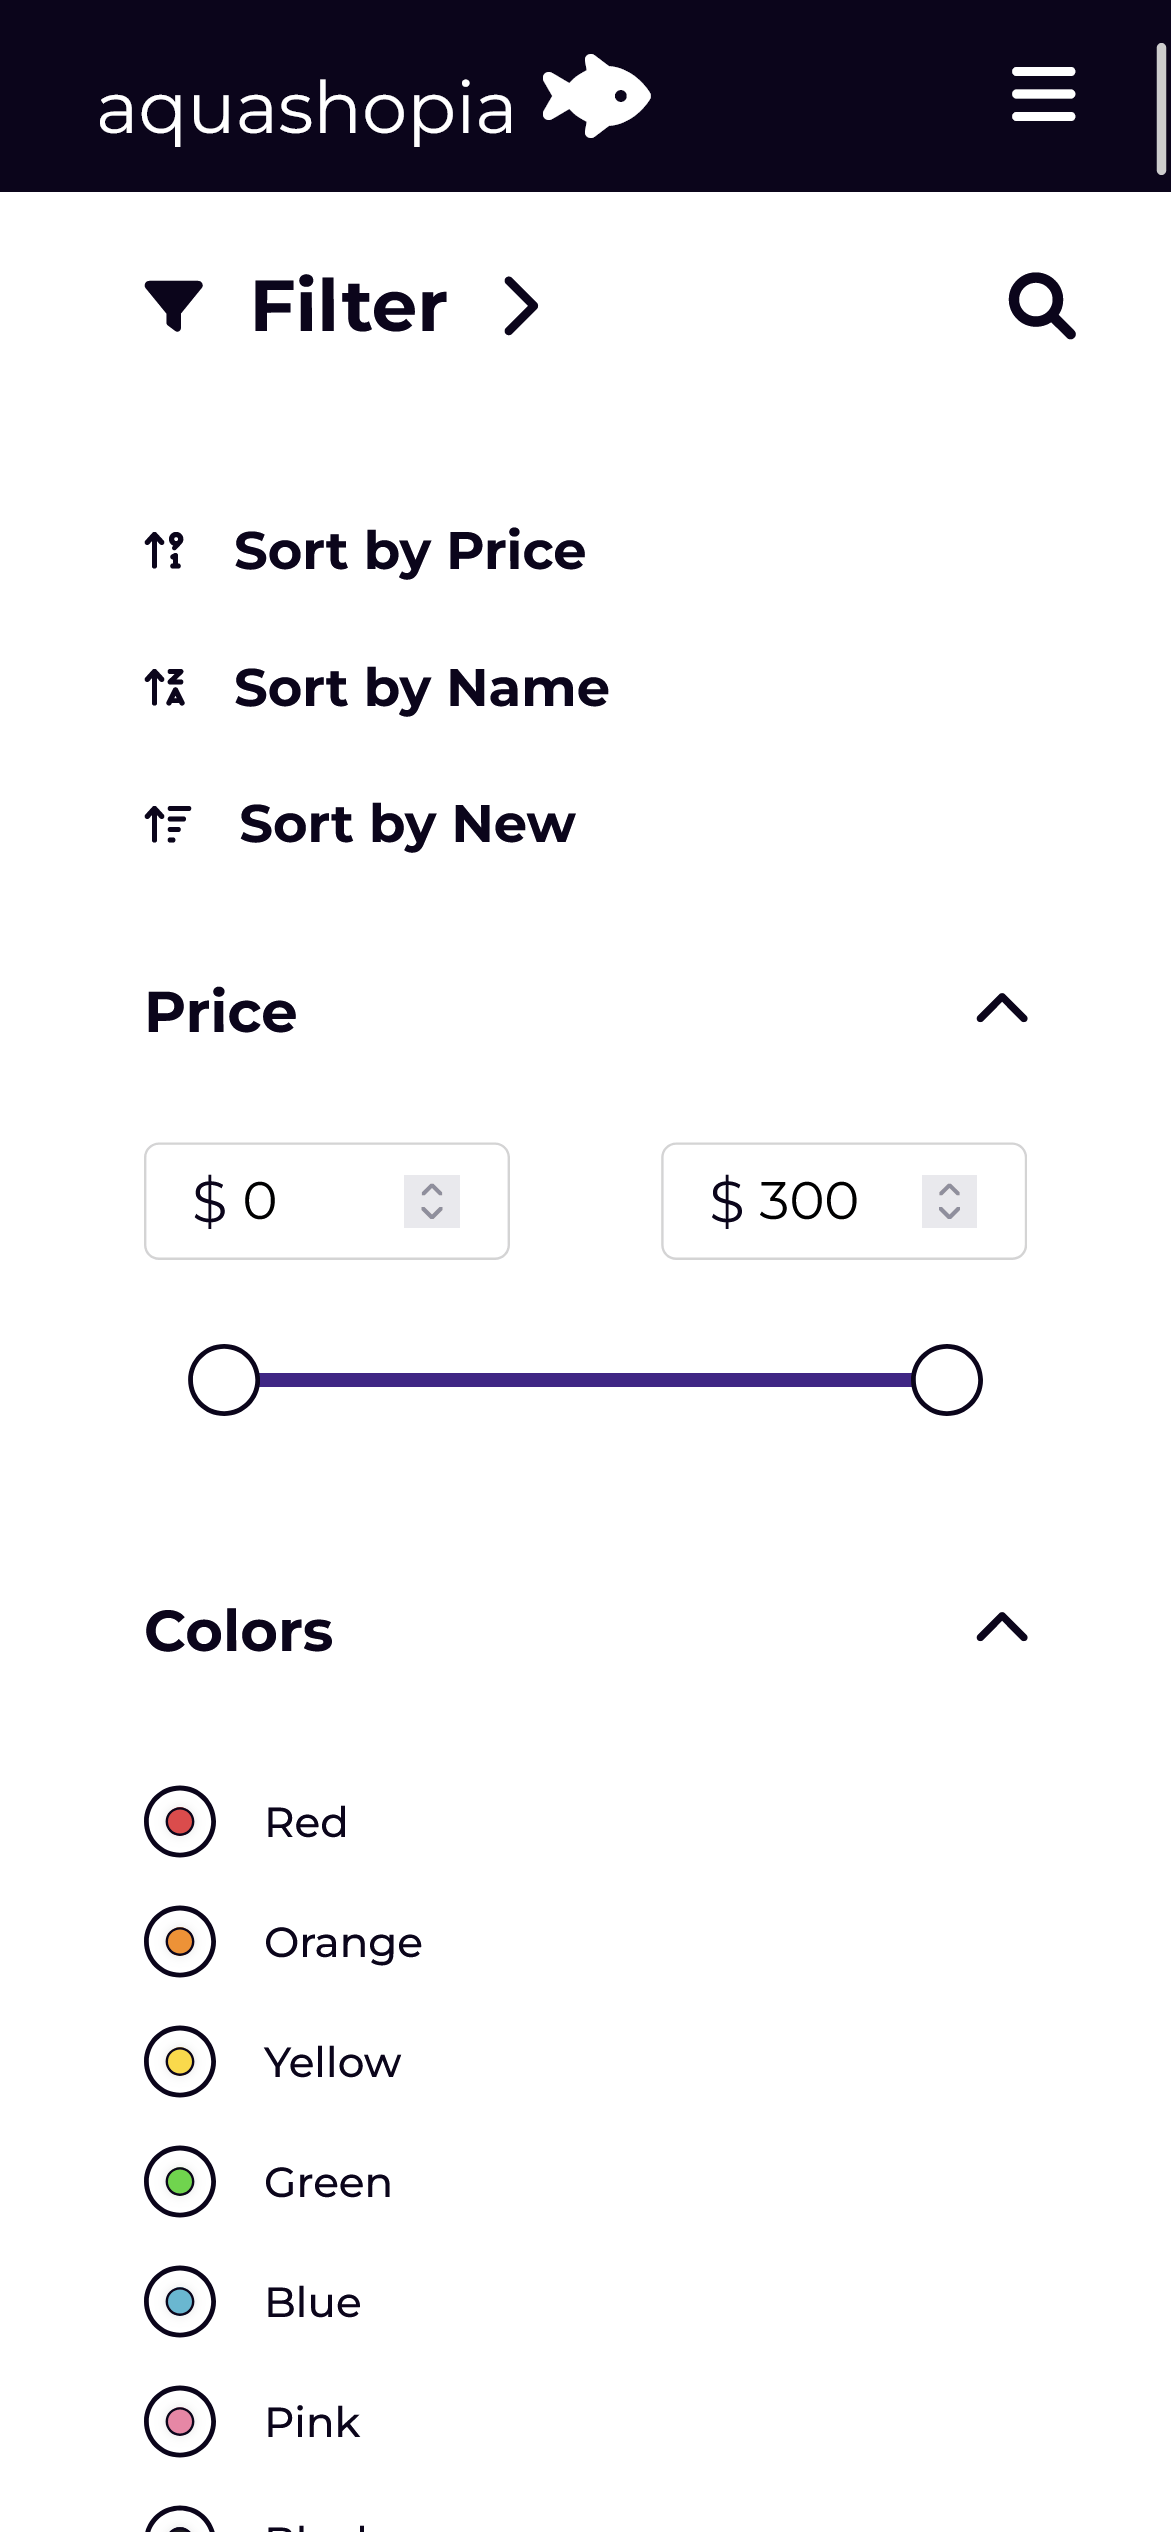 aquashopia
Filter
Sort by Price
Sort by Name
Sort by New
Price
$ 0 $ 300
Colors
Red
Orange
Yellow
Green
Blue
Pink